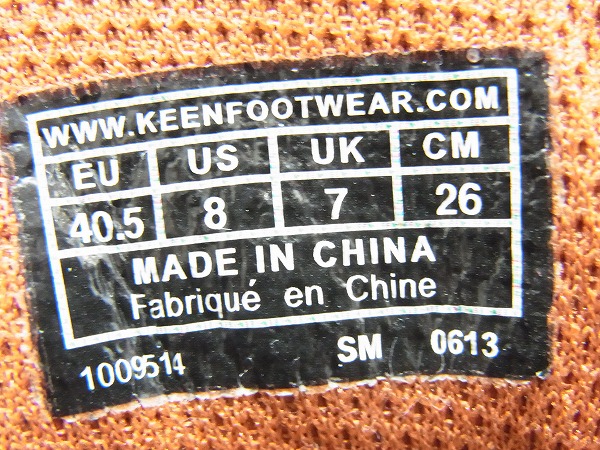 WWW.KEENFOOTWEAR.COM
EU US UK CM
40.5 8 7 26
MADE IN CHINA
Fabriqué en Chine
1009514 SM 0613